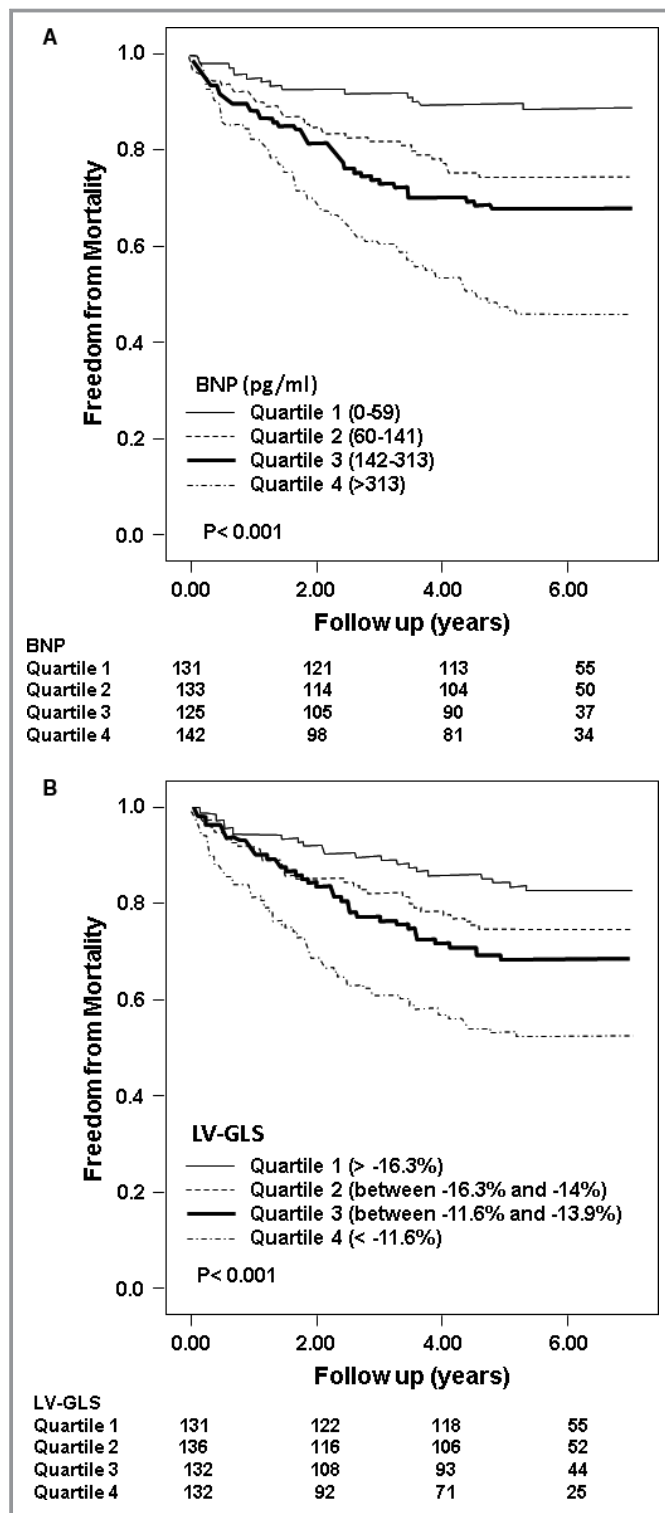 A
Freedom from Mortality
1.0
0.8
0.6
0.4
0.2
0.0
BNP (pg/ml)
Quartile 1 (0-59)
Quartile 2 (60-141)
Quartile 3 (142-313)
Quartile 4 (>313)
P< 0.001
0.00 2.00 4.00 6.00
Follow up (years)
BNP
Quartile 1 131 121 113 55
Quartile 2 133 114 104 50
Quartile 3 125 105 90 37
Quartile 4 142 98 81 34
B
Freedom from Mortality
1.0
0.8
0.6
0.4
0.2
0.0
LV-GLS
Quartile 1 (> -16.3%)
Quartile 2 (between -16.3% and -14%)
Quartile 3 (between -11.6% and -13.9%)
Quartile 4 (< -11.6%)
P< 0.001
0.00 2.00 4.00 6.00
Follow up (years)
LV-GLS
Quartile 1 131 122 118 55
Quartile 2 136 116 106 52
Quartile 3 132 108 93 44
Quartile 4 132 92 71 25